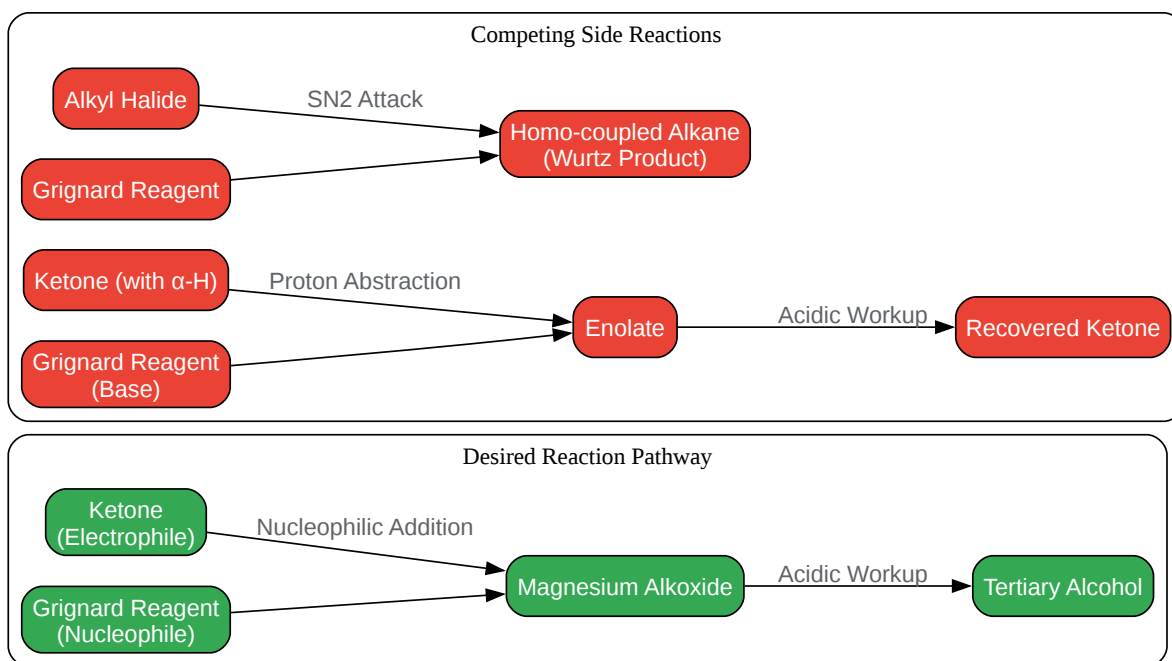 Competing Side Reactions
Alkyl Halide
SN2 Attack
Homo-coupled Alkane
(Wurtz Product)
Grignard Reagent
Ketone (with α-H)
Proton Abstraction
Enolate
Acidic Workup
Recovered Ketone
Grignard Reagent
(Base)
Desired Reaction Pathway
Ketone
(Electrophile)
Nucleophilic Addition
Magnesium Alkoxide
Acidic Workup
Tertiary Alcohol
Grignard Reagent
(Nucleophile)